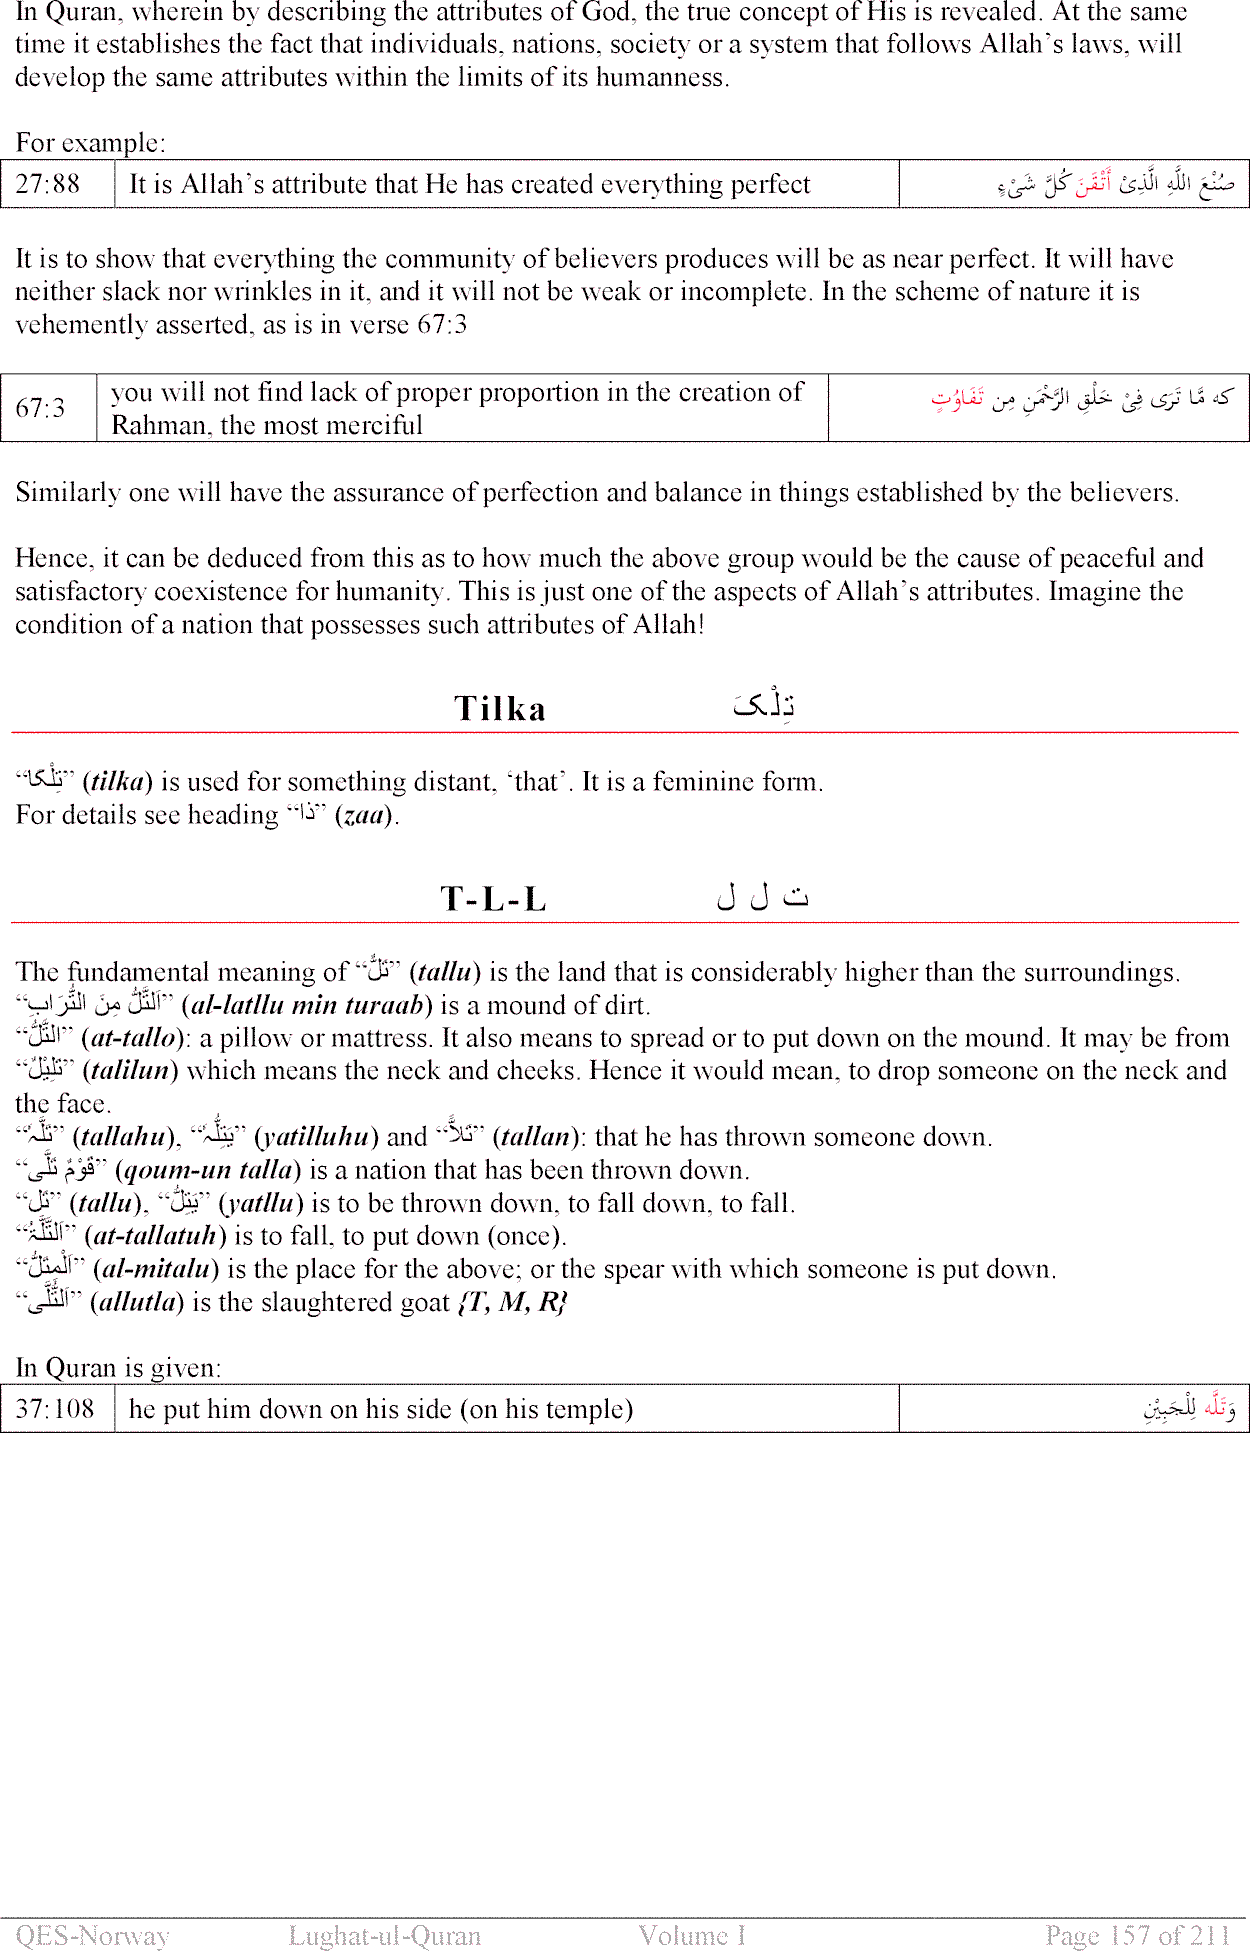 In Quran, wherein by describing the attributes of God, the true concept of His is revealed. At the same
time it establishes the fact that individuals, nations, society or a system that follows Allah’s laws, will
develop the same attributes within the limits of its humanness.
For example:
27:88 It is Allah’s attribute that He has created everything perfect صُنْعَ اللَّهِ الَّذِىْ أَتْقَنَ كُلَّ شَىْءٍ
It is to show that everything the community of believers produces will be as near perfect. It will have
neither slack nor wrinkles in it, and it will not be weak or incomplete. In the scheme of nature it is
vehemently asserted, as is in verse 67:3
67:3 you will not find lack of proper proportion in the creation of كه مَّا تَرَى فِىْ خَلْقِ الرَّحْمَنِ مِن تَفَاوُتٍ
Rahman, the most merciful
Similarly one will have the assurance of perfection and balance in things established by the believers.
Hence, it can be deduced from this as to how much the above group would be the cause of peaceful and
satisfactory coexistence for humanity. This is just one of the aspects of Allah’s attributes. Imagine the
condition of a nation that possesses such attributes of Allah!
Tilka تِلْکَ
“تِلْکَا” (tilka) is used for something distant, ‘that’. It is a feminine form.
For details see heading “ذا” (zaa).
T-L-L ت ل ل
The fundamental meaning of “تَلُّ” (tallu) is the land that is considerably higher than the surroundings.
“اَلتَّلُّ مِنَ التُّرَابِ” (al-latllu min turaab) is a mound of dirt.
“التَّلُّ” (at-tallo): a pillow or mattress. It also means to spread or to put down on the mound. It may be from
“تَلِيْلٌ” (talilun) which means the neck and cheeks. Hence it would mean, to drop someone on the neck and
the face.
“تَلَّہٗ” (tallahu), “يَتِلُّہٗ” (yatilluhu) and “تَلاًّ” (tallan): that he has thrown someone down.
“قَوْمٌ تَلَّى” (qoum-un talla) is a nation that has been thrown down.
“تَل” (tallu), “يَتِلُّ” (yatllu) is to be thrown down, to fall down, to fall.
“اَلتَّلَّۃُ” (at-tallatuh) is to fall, to put down (once).
“اَلْمِتَلُّ” (al-mitalu) is the place for the above; or the spear with which someone is put down.
“اَلتَّلَّى” (allutla) is the slaughtered goat {T, M, R}
In Quran is given:
37:108 he put him down on his side (on his temple) وَتَلَّه لِلْجَبِيْنِ
QES-Norway Lughat-ul-Quran Volume I Page 157 of 211